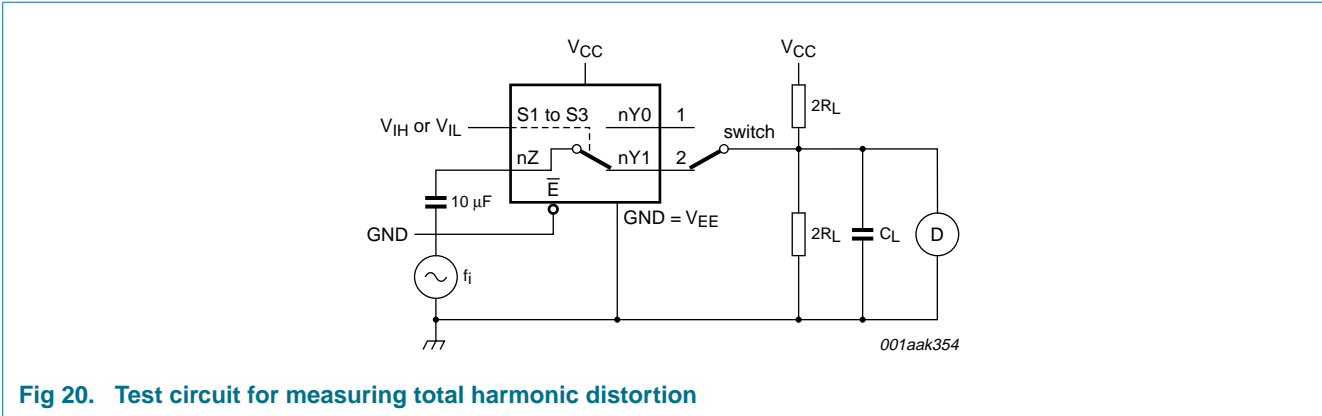 VCC
VCC
2RL
S1 to S3
nY0
1
switch
VIH or VIL
nZ
nY1
2
E̅
10 μF
GND = VEE
GND
2RL
CL
D
fi
001aak354
Fig 20. Test circuit for measuring total harmonic distortion